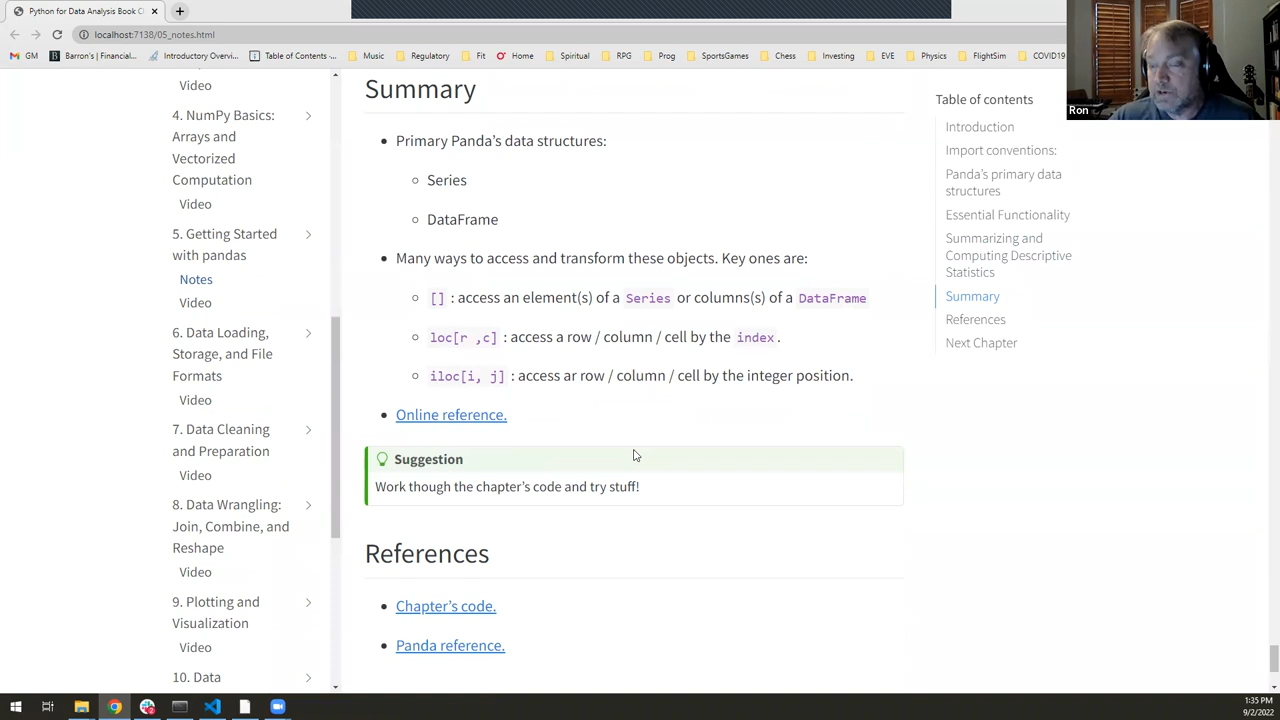 Python for Data Analysis Book Cl
localhost:7138/05_notes.html
GM
Barron's | Financial...
Introductory
Table of Content...
Music
Fit
Home
RPG
SportsGames
Chess
EVE
Physics
FlightSim
COVID19
Ron
Video
4. NumPy Basics:
Arrays and
Vectorized
Computation
Video
5. Getting Started
with pandas
Notes
Video
6. Data Loading,
Storage, and File
Formats
Video
7. Data Cleaning
and Preparation
Video
8. Data Wrangling:
Join, Combine, and
Reshape
Video
9. Plotting and
Visualization
Video
10. Data
Summary
Primary Panda's data structures:
Series
DataFrame
Many ways to access and transform these objects. Key ones are:
[] : access an element(s) of a Series or columns(s) of a DataFrame
loc[r ,c] : access a row / column / cell by the index.
iloc[i, j] : access ar row / column / cell by the integer position.
Online reference.
Suggestion
Work though the chapter's code and try stuff!
References
Chapter's code.
Panda reference.
Table of contents
Introduction
Import conventions:
Panda's primary data
structures
Essential Functionality
Summarizing and
Computing Descriptive
Statistics
Summary
References
Next Chapter
1:35 PM
9/2/2022